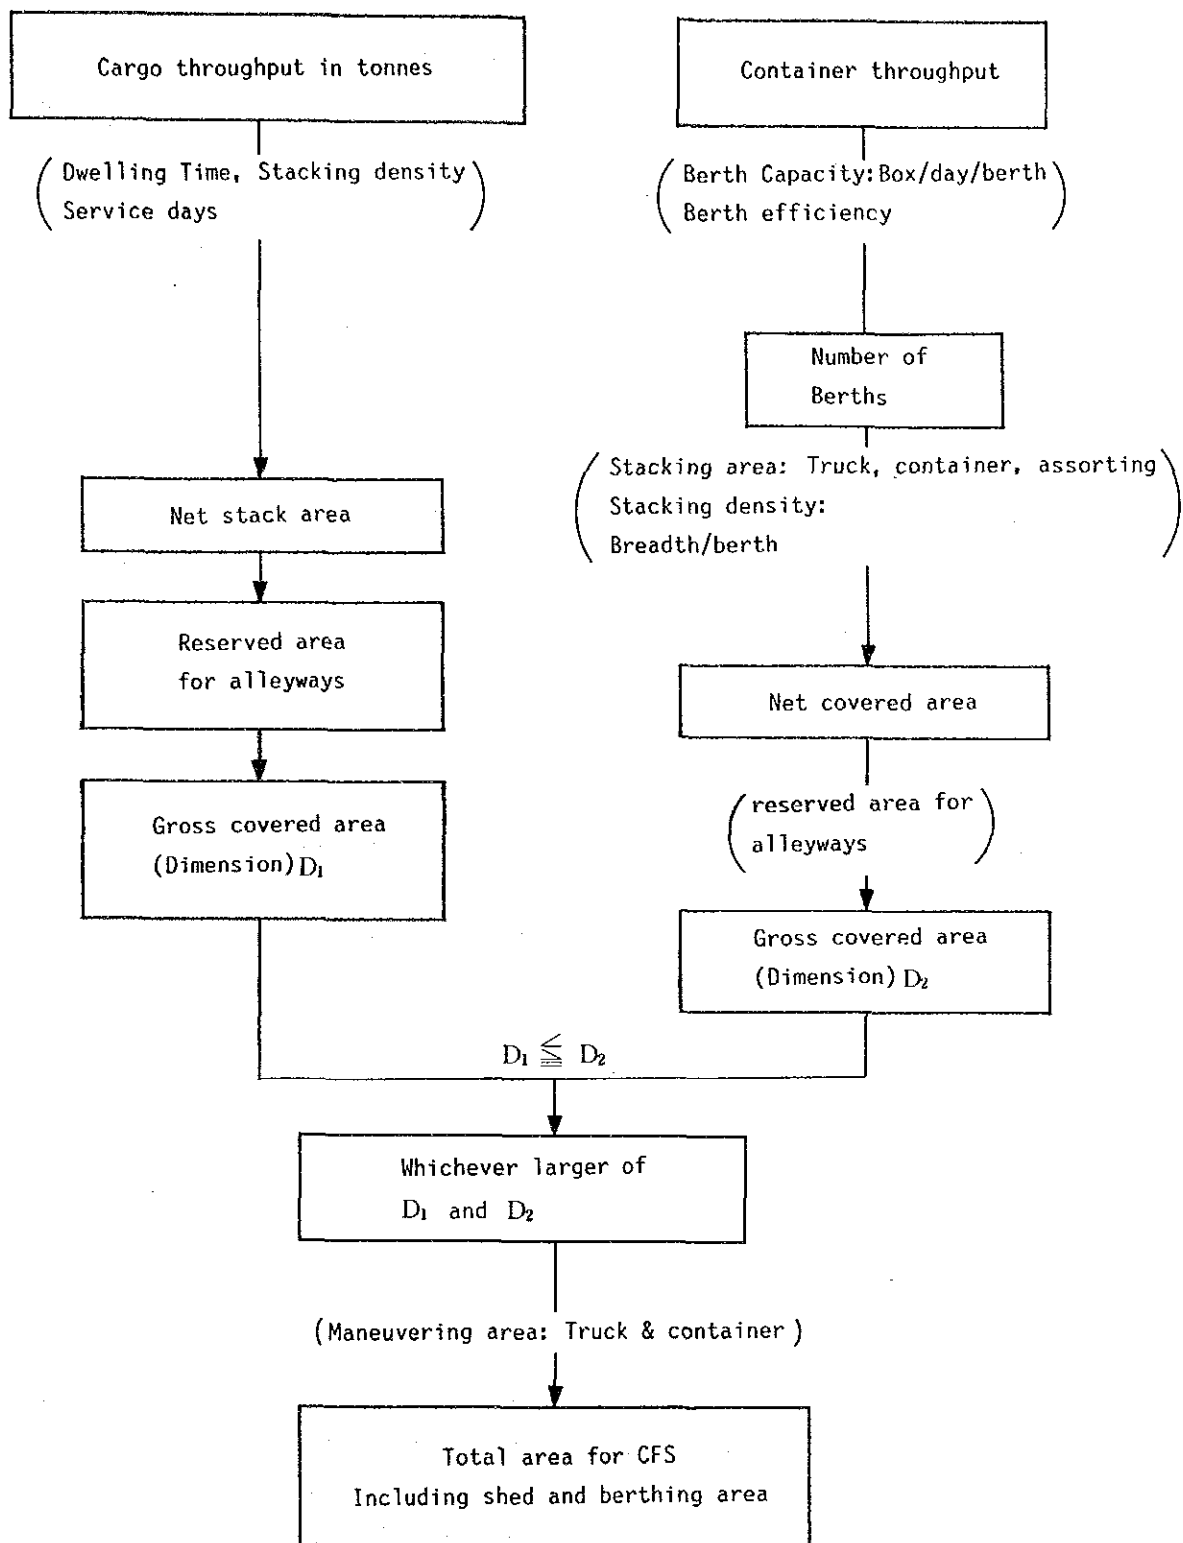 Cargo throughput in tonnes
(Dwelling Time, Stacking density
Service days)
Net stack area
Reserved area
for alleyways
Gross covered area
(Dimension) D₁
Container throughput
(Berth Capacity: Box/day/berth
Berth efficiency)
Number of
Berths
(Stacking area: Truck, container, assorting
Stacking density:
Breadth/berth)
Net covered area
(reserved area for
alleyways)
Gross covered area
(Dimension) D₂
D₁ ⪋ D₂
Whichever larger of
D₁ and D₂
(Maneuvering area: Truck & container)
Total area for CFS
Including shed and berthing area